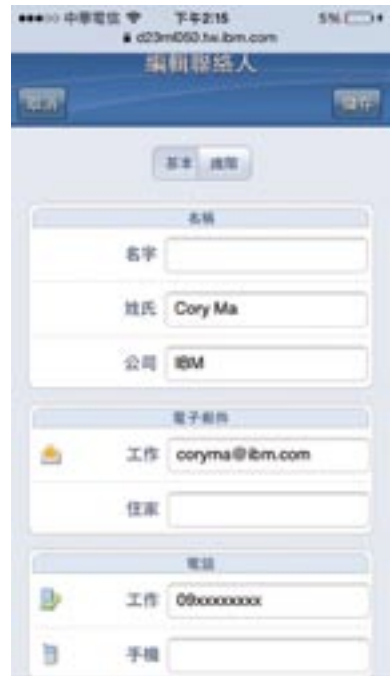 中華電信 下午2:15 5%
d23ml050.tw.ibm.com
編輯聯絡人
取消 儲存
基本 進階
名稱
名字
姓氏 Cory Ma
公司 IBM
電子郵件
工作 coryma@ibm.com
住家
電話
工作 09xxxxxxxx
手機